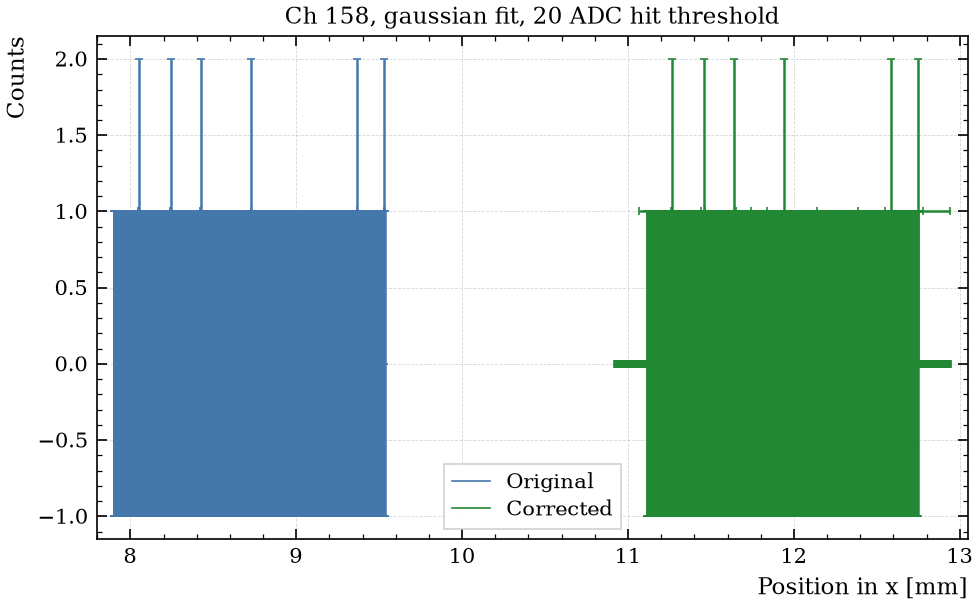 Ch 158, gaussian fit, 20 ADC hit threshold
Counts
2.0
1.5
1.0
0.5
0.0
−0.5
−1.0
Original
Corrected
8 9 10 11 12 13
Position in x [mm]